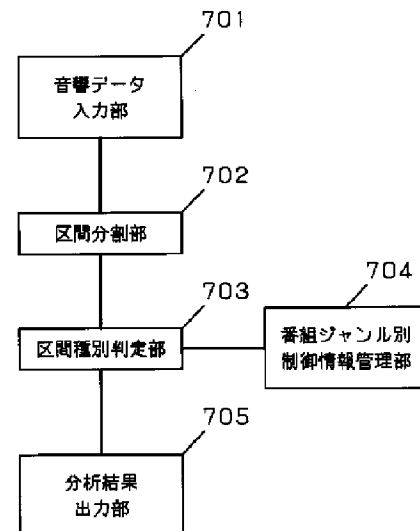 701
音響データ
入力部
702
区間分割部
703
区間種別判定部
704
番組ジャンル別
制御情報管理部
705
分析結果
出力部